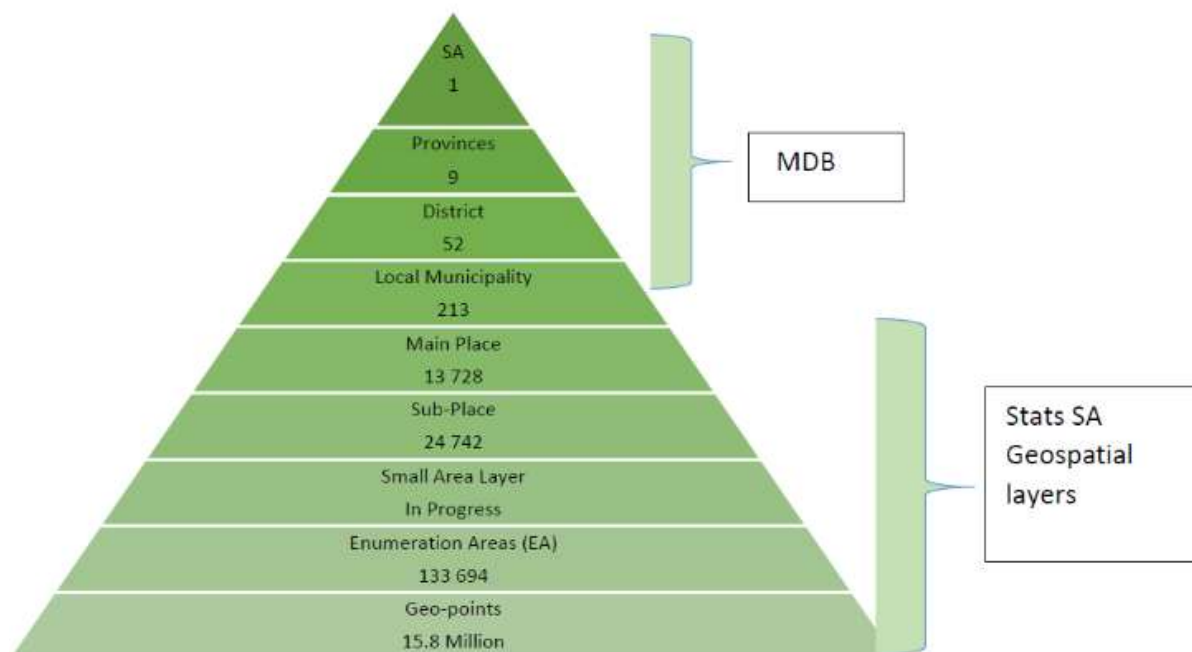 SA
1
Provinces
9
District
52
Local Municipality
213
Main Place
13 728
Sub-Place
24 742
Small Area Layer
In Progress
Enumeration Areas (EA)
133 694
Geo-points
15.8 Million
MDB
Stats SA
Geospatial
layers